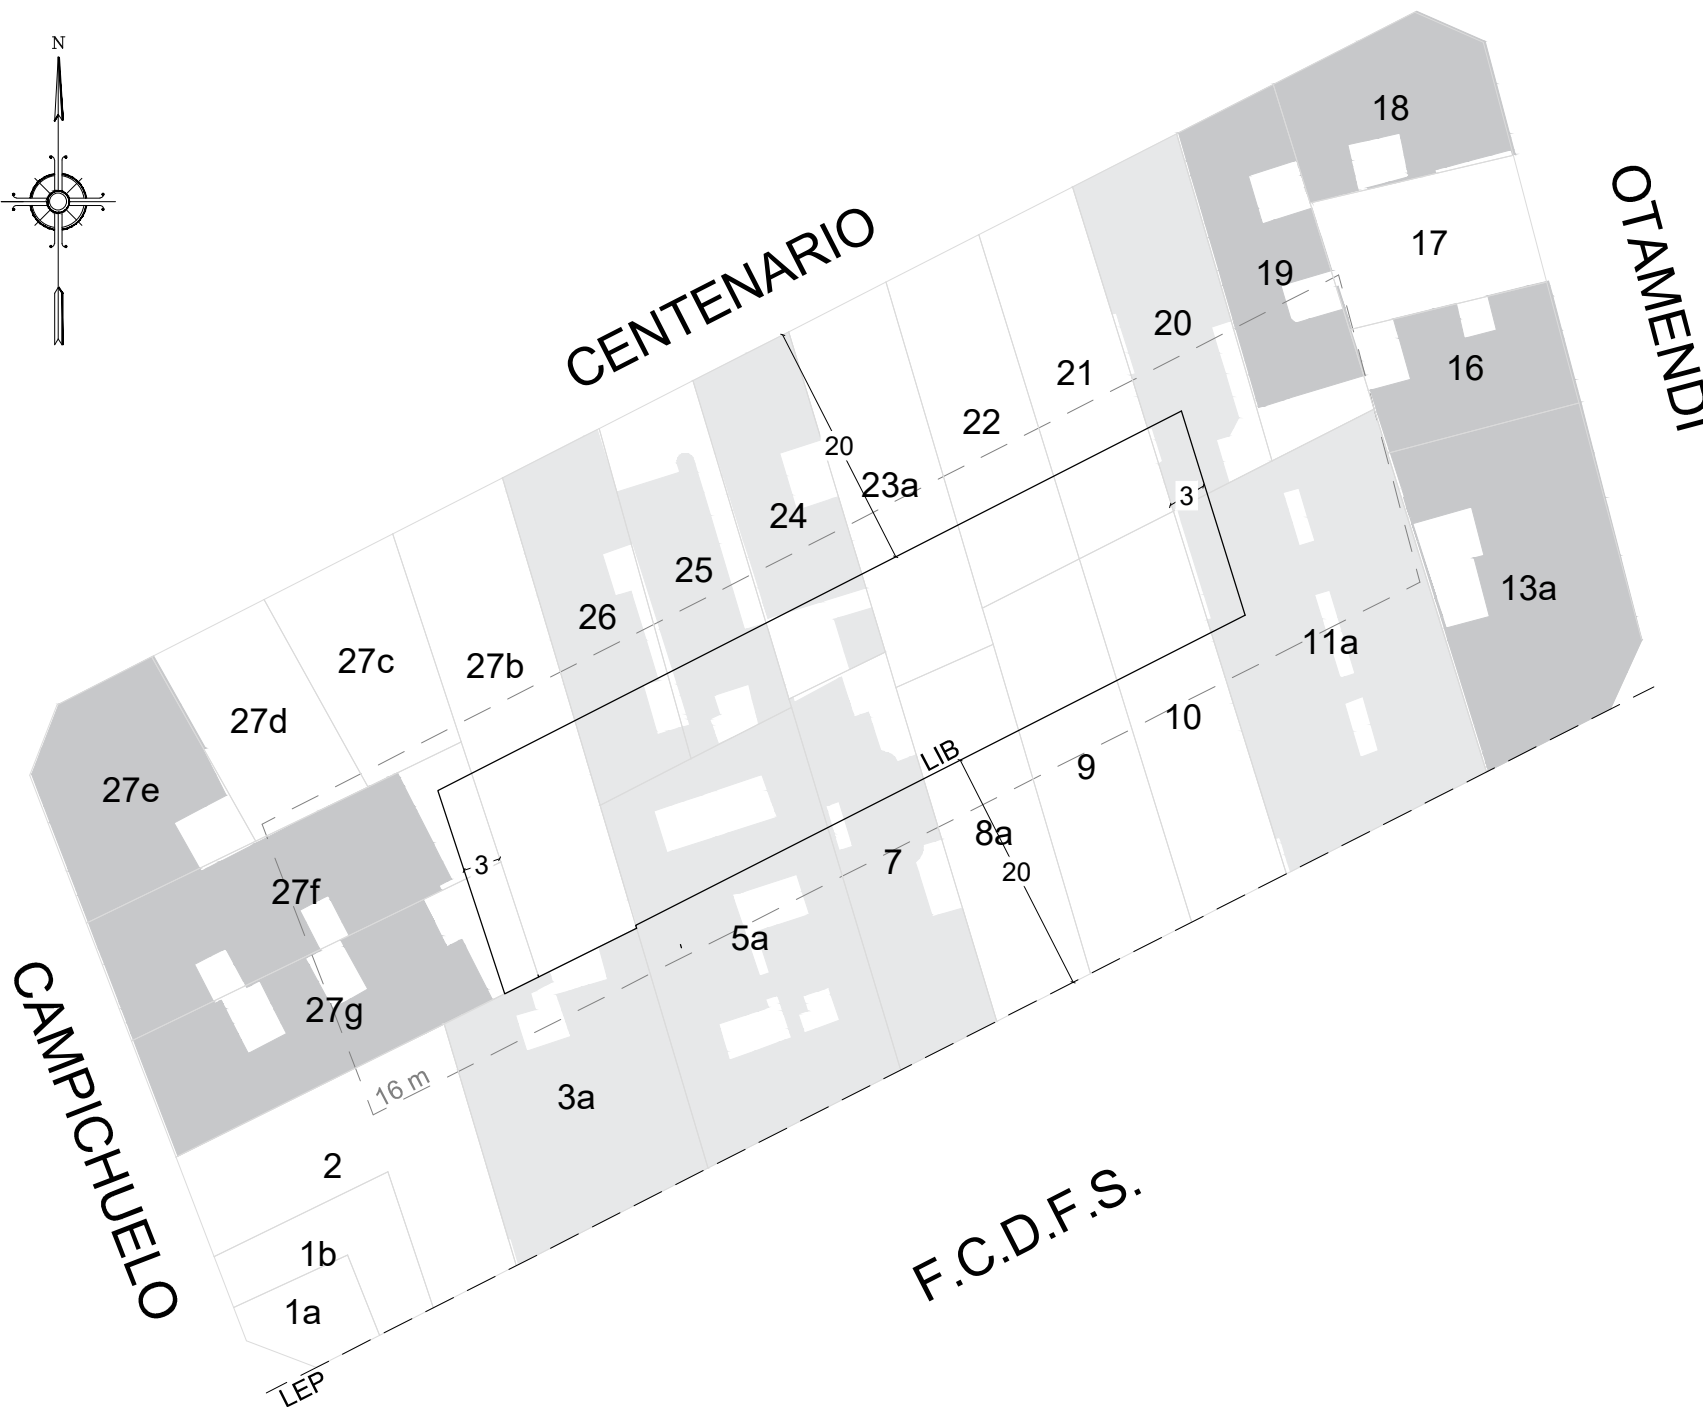 N
18
OTAMENDI
17
CENTENARIO
19
20
16
21
22
20
23a
3
24
25
13a
26
11a
27b
27c
27d
10
LIB
9
27e
8a
7
20
3
27f
5a
27g
16 m
3a
CAMPICHUELO
2
F.C.D.F.S.
1b
1a
LEP